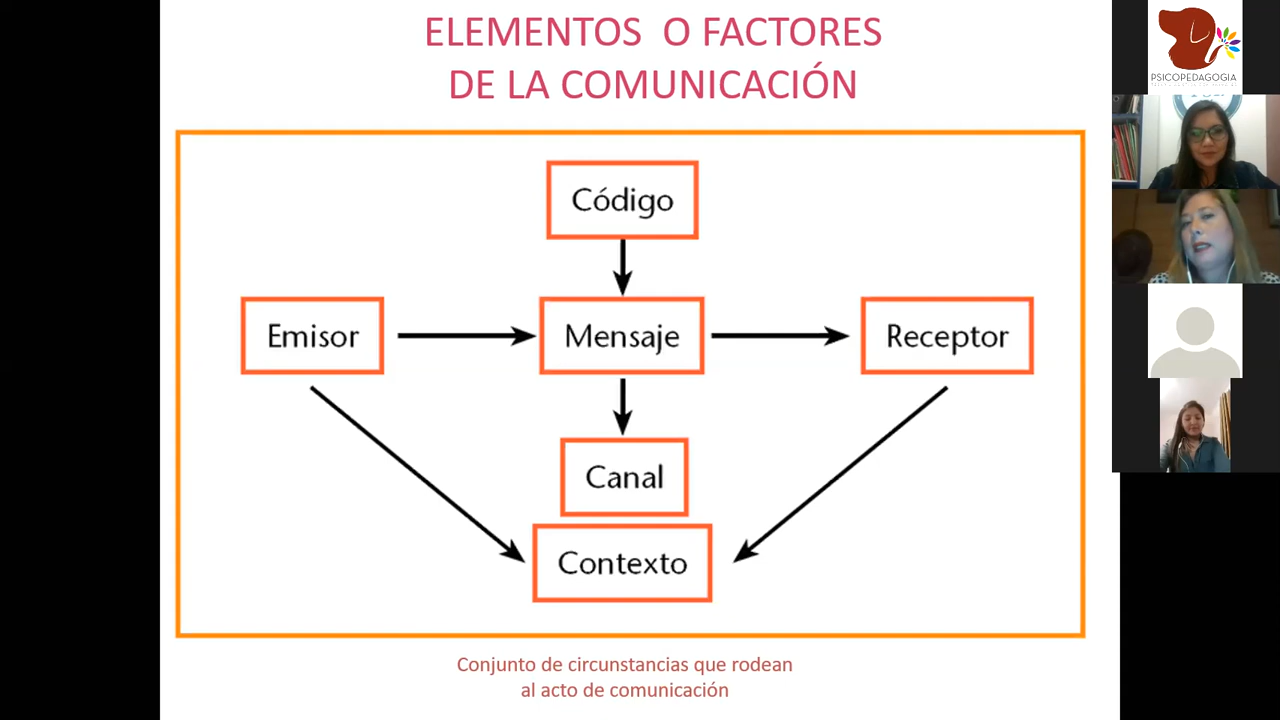 ELEMENTOS O FACTORES
DE LA COMUNICACIÓN
Código
Emisor
Mensaje
Receptor
Canal
Contexto
Conjunto de circunstancias que rodean
al acto de comunicación
PSICOPEDAGOGIA